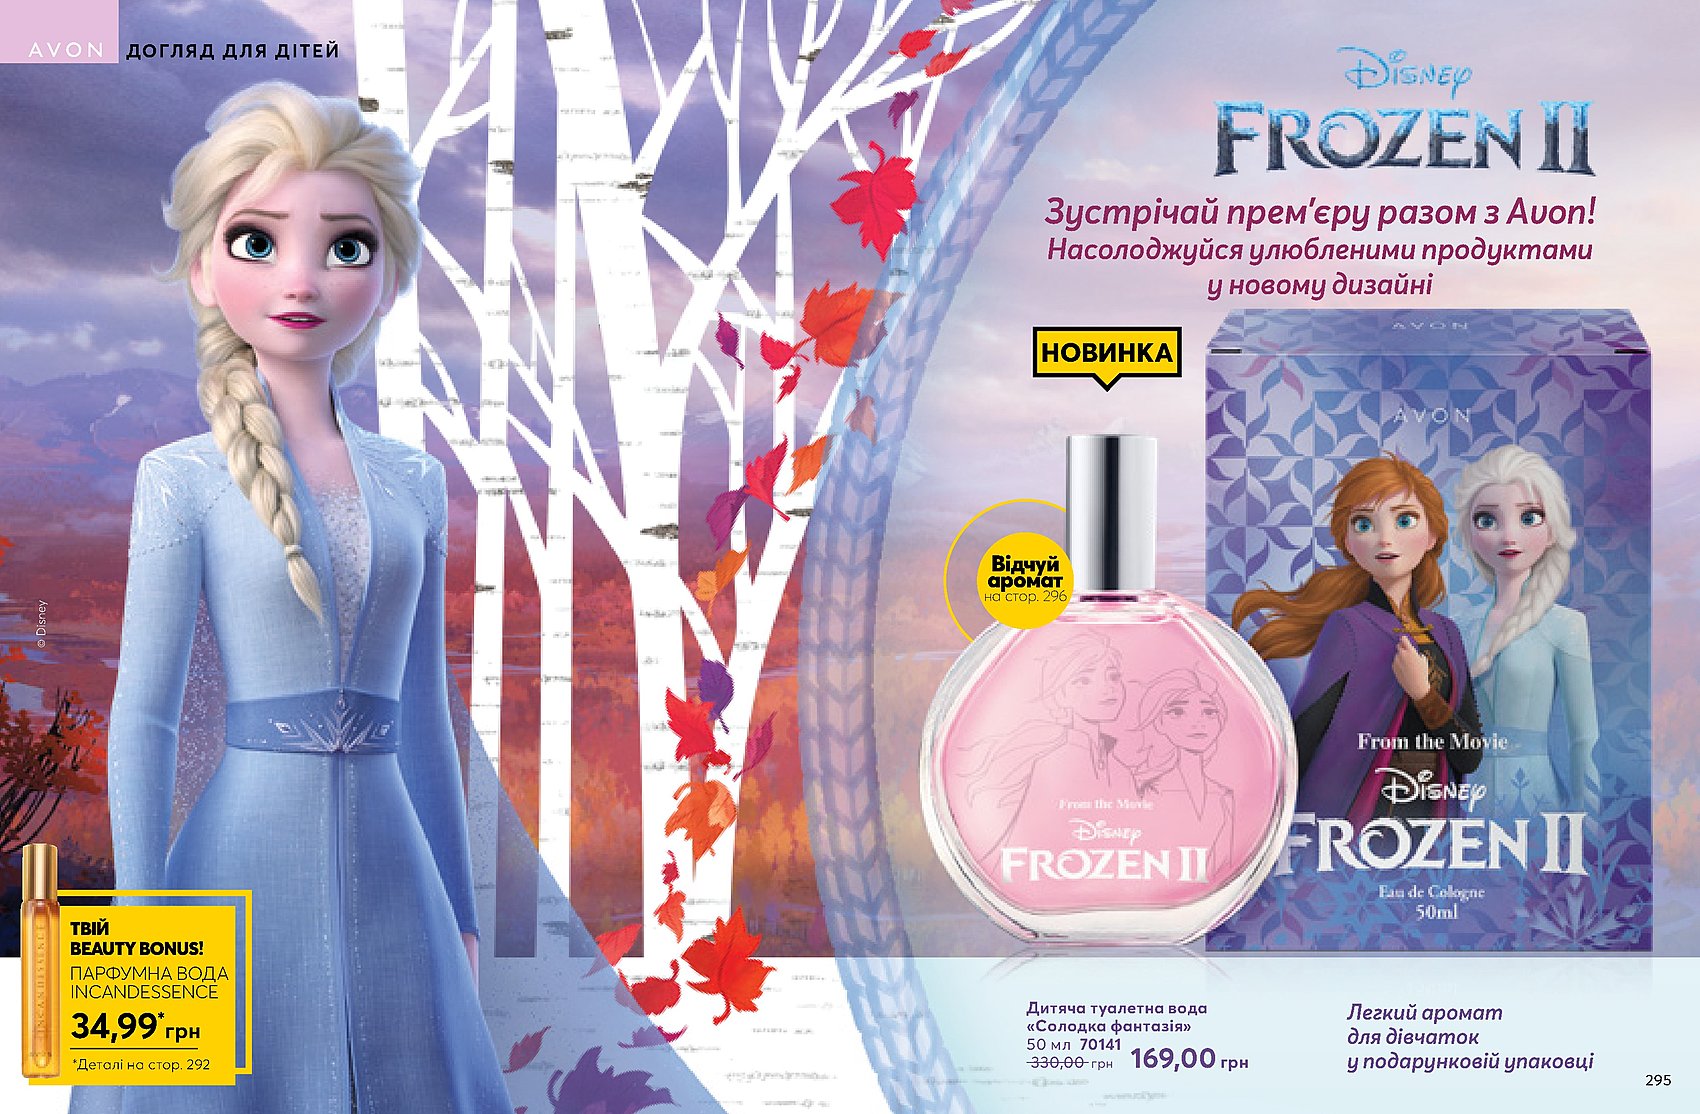 AVON
ДОГЛЯД ДЛЯ ДІТЕЙ
Disney
FROZEN II
Зустрічай прем'єру разом з Avon!
Насолоджуйся улюбленими продуктами
у новому дизайні
НОВИНКА
AVON
AVON
Відчуй
аромат
на стор. 296
From the Movie
Disney
FROZEN II
From the Movie
Disney
FROZEN II
Eau de Cologne
50ml
© Disney
ТВІЙ
BEAUTY BONUS!
ПАРФУМНА ВОДА
INCANDESSENCE
34,99* грн
*Деталі на стор. 292
INCANDESSENCE
AVON
Дитяча туалетна вода
«Солодка фантазія»
50 мл 70141
330,00 грн 169,00 грн
Легкий аромат
для дівчаток
у подарунковій упаковці
295